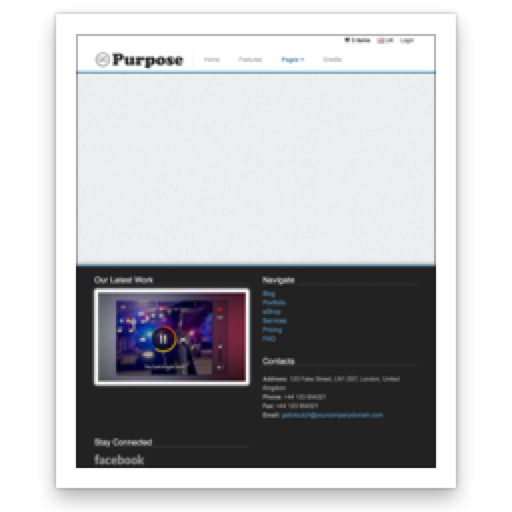 3 items UK Login
Purpose
Home Features Pages Credits
Our Latest Work
Navigate
Blog
Portfolio
eShop
Services
Pricing
FAQ
Contacts
Address: 123 Fake Street, LN1 2ST, London, United
Kingdom
Phone: +44 123 654321
Fax: +44 123 654321
Email:
Stay Connected
facebook